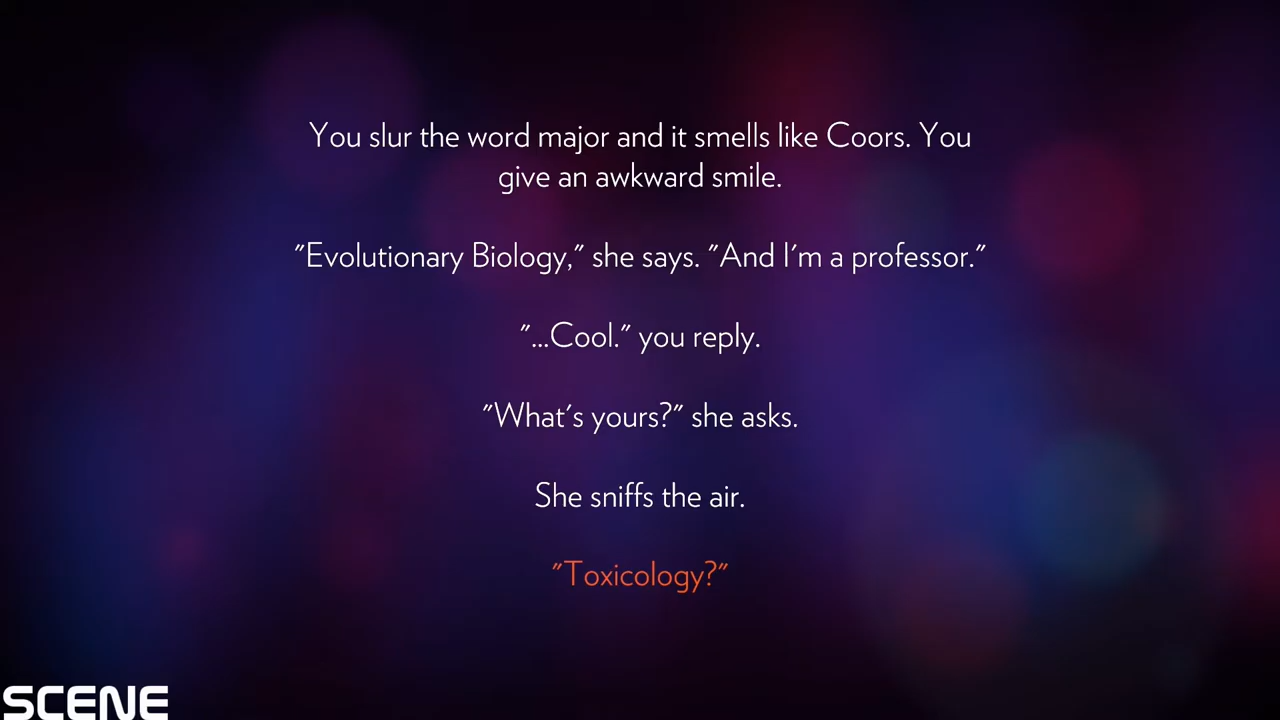 You slur the word major and it smells like Coors. You
give an awkward smile.
"Evolutionary Biology," she says. "And I'm a professor."
"...Cool." you reply.
"What's yours?" she asks.
She sniffs the air.
"Toxicology?"
SCENE